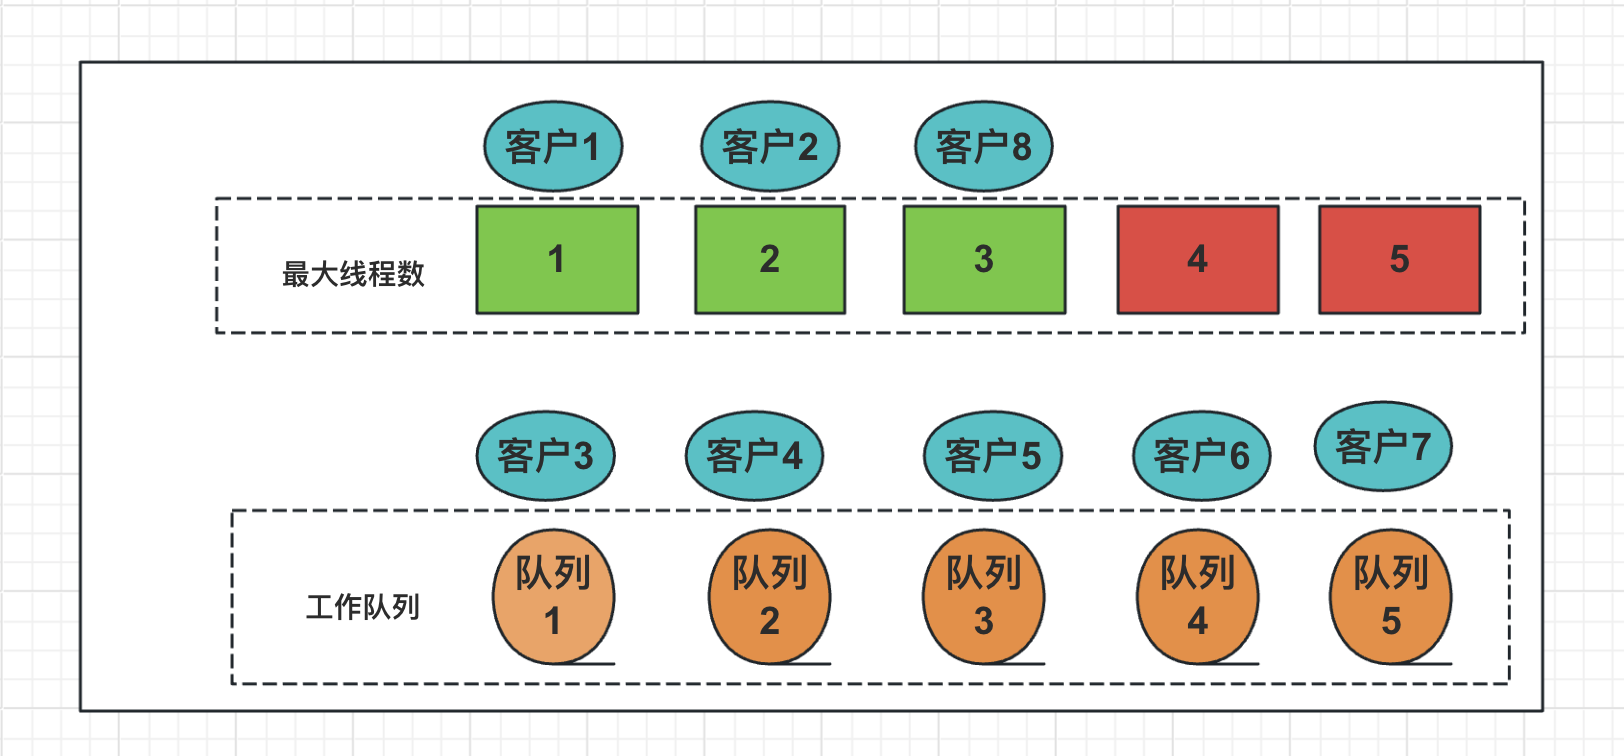 客户1 客户2 客户8
最大线程数 1 2 3 4 5
客户3 客户4 客户5 客户6 客户7
工作队列 队列 队列 队列 队列 队列
1 2 3 4 5